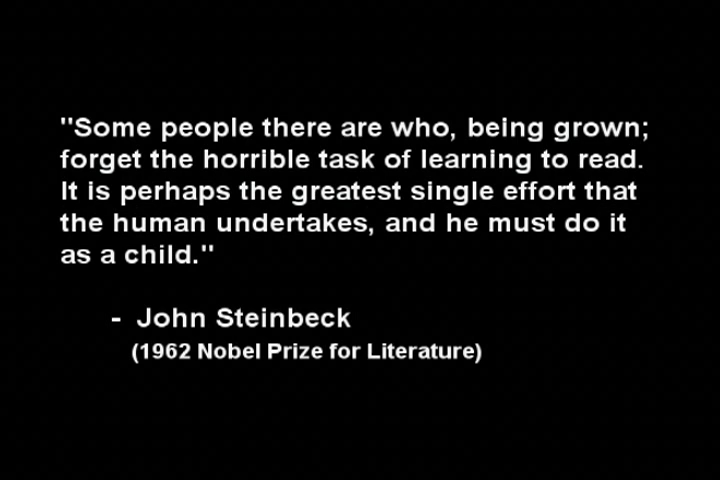 "Some people there are who, being grown;
forget the horrible task of learning to read.
It is perhaps the greatest single effort that
the human undertakes, and he must do it
as a child."
- John Steinbeck
(1962 Nobel Prize for Literature)